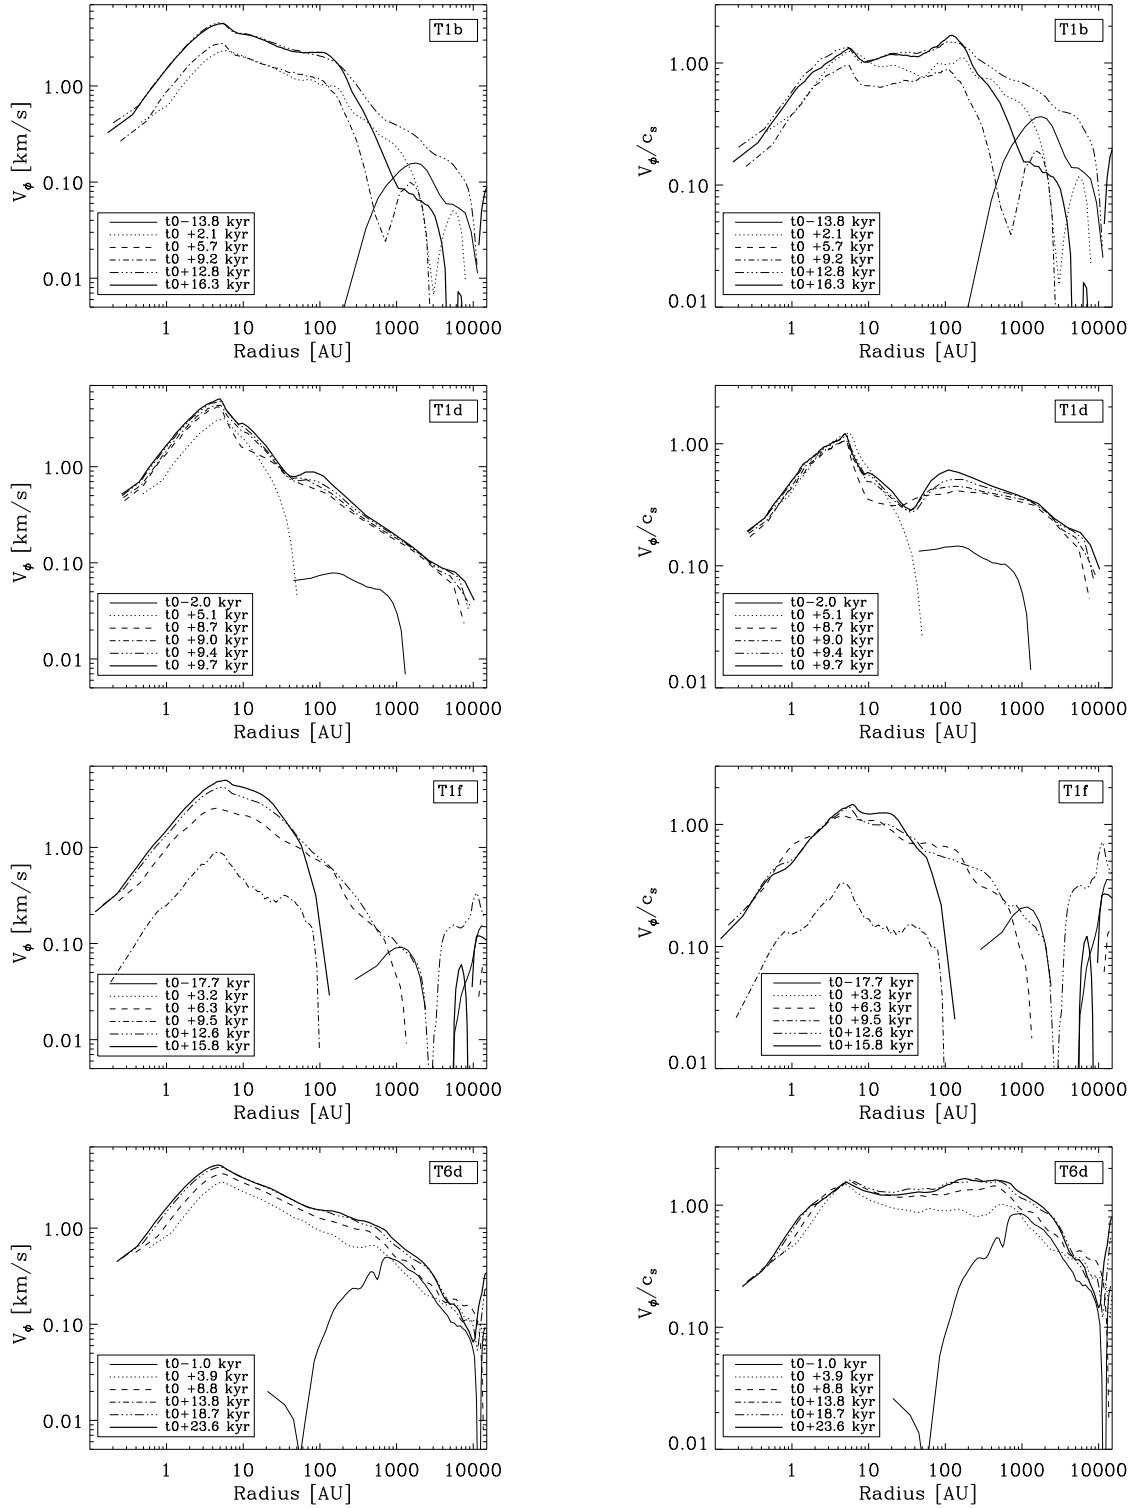 T1b
T1b
1.00
0.10
0.01
V_φ [km/s]
t0−13.8 kyr
t0 +2.1 kyr
t0 +5.7 kyr
t0 +9.2 kyr
t0+12.8 kyr
t0+16.3 kyr
1 10 100 1000 10000
Radius [AU]
1.00
0.10
0.01
V_φ/c_s
t0−13.8 kyr
t0 +2.1 kyr
t0 +5.7 kyr
t0 +9.2 kyr
t0+12.8 kyr
t0+16.3 kyr
1 10 100 1000 10000
Radius [AU]
T1d
T1d
1.00
0.10
0.01
V_φ [km/s]
t0−2.0 kyr
t0 +5.1 kyr
t0 +8.7 kyr
t0 +9.0 kyr
t0 +9.4 kyr
t0 +9.7 kyr
1 10 100 1000 10000
Radius [AU]
1.00
0.10
0.01
V_φ/c_s
t0−2.0 kyr
t0 +5.1 kyr
t0 +8.7 kyr
t0 +9.0 kyr
t0 +9.4 kyr
t0 +9.7 kyr
1 10 100 1000 10000
Radius [AU]
T1f
T1f
1.00
0.10
0.01
V_φ [km/s]
t0−17.7 kyr
t0 +3.2 kyr
t0 +6.3 kyr
t0 +9.5 kyr
t0+12.6 kyr
t0+15.8 kyr
1 10 100 1000 10000
Radius [AU]
1.00
0.10
0.01
V_φ/c_s
t0−17.7 kyr
t0 +3.2 kyr
t0 +6.3 kyr
t0 +9.5 kyr
t0+12.6 kyr
t0+15.8 kyr
1 10 100 1000 10000
Radius [AU]
T6d
T6d
1.00
0.10
0.01
V_φ [km/s]
t0−1.0 kyr
t0 +3.9 kyr
t0 +8.8 kyr
t0+13.8 kyr
t0+18.7 kyr
t0+23.6 kyr
1 10 100 1000 10000
Radius [AU]
1.00
0.10
0.01
V_φ/c_s
t0−1.0 kyr
t0 +3.9 kyr
t0 +8.8 kyr
t0+13.8 kyr
t0+18.7 kyr
t0+23.6 kyr
1 10 100 1000 10000
Radius [AU]